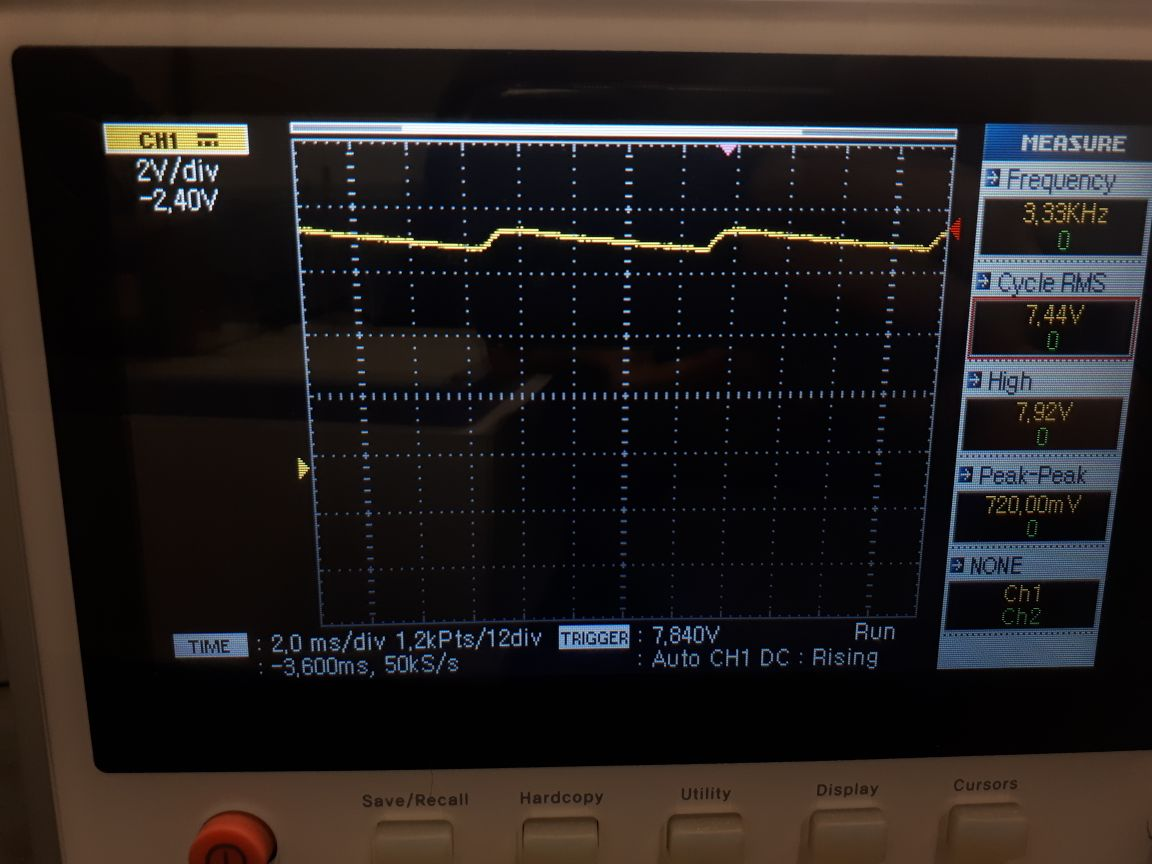 CH1
2V/div
-2,40V
MEASURE
Frequency
3,33KHz
0
Cycle RMS
7,44V
0
High
7,92V
0
Peak-Peak
720,00mV
0
NONE
Ch1
Ch2
TIME : 2,0 ms/div 1,2kPts/12div
: -3,600ms, 50kS/s
TRIGGER : 7,840V Run
: Auto CH1 DC : Rising
Save/Recall Hardcopy Utility Display Cursors